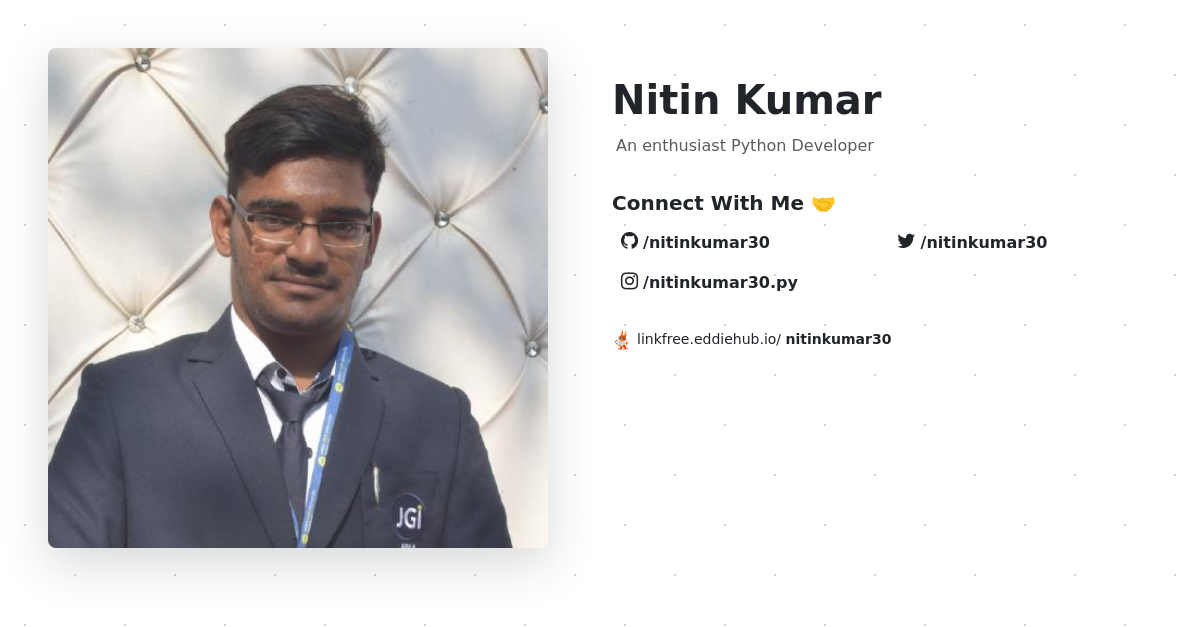 Nitin Kumar
An enthusiast Python Developer
Connect With Me 🤝
/nitinkumar30
/nitinkumar30
/nitinkumar30.py
linkfree.eddiehub.io/ nitinkumar30
JGi